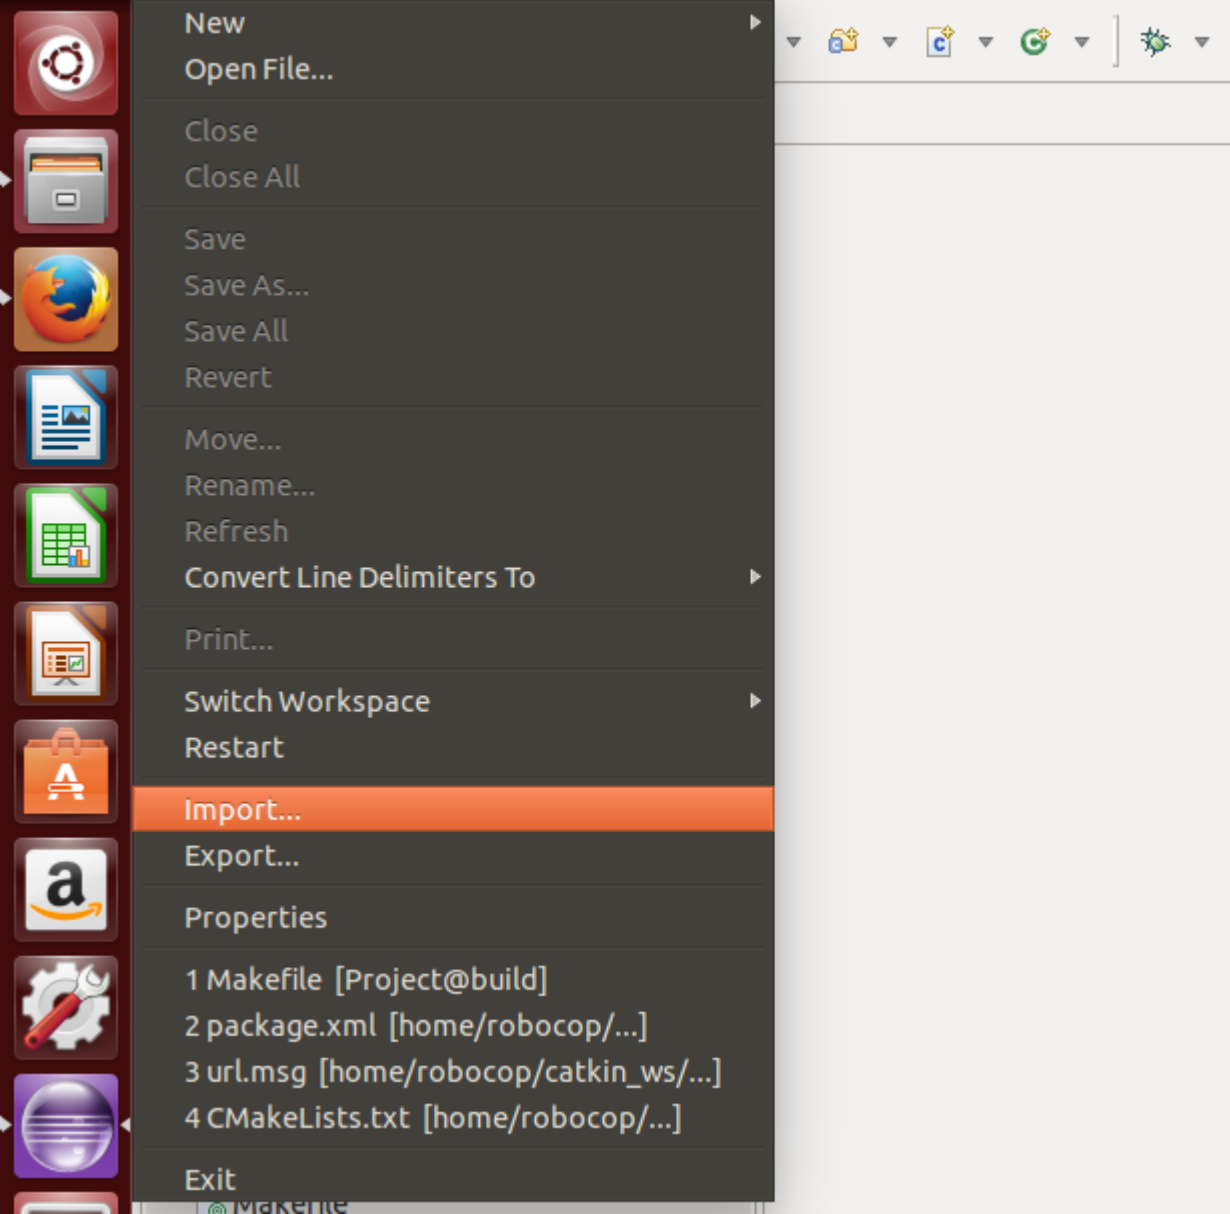 New
Open File...
Close
Close All
Save
Save As...
Save All
Revert
Move...
Rename...
Refresh
Convert Line Delimiters To
Print...
Switch Workspace
Restart
Import...
Export...
Properties
1 Makefile [Project@build]
2 package.xml [home/robocop/...]
3 url.msg [home/robocop/catkin_ws/...]
4 CMakeLists.txt [home/robocop/...]
Exit
Makefile